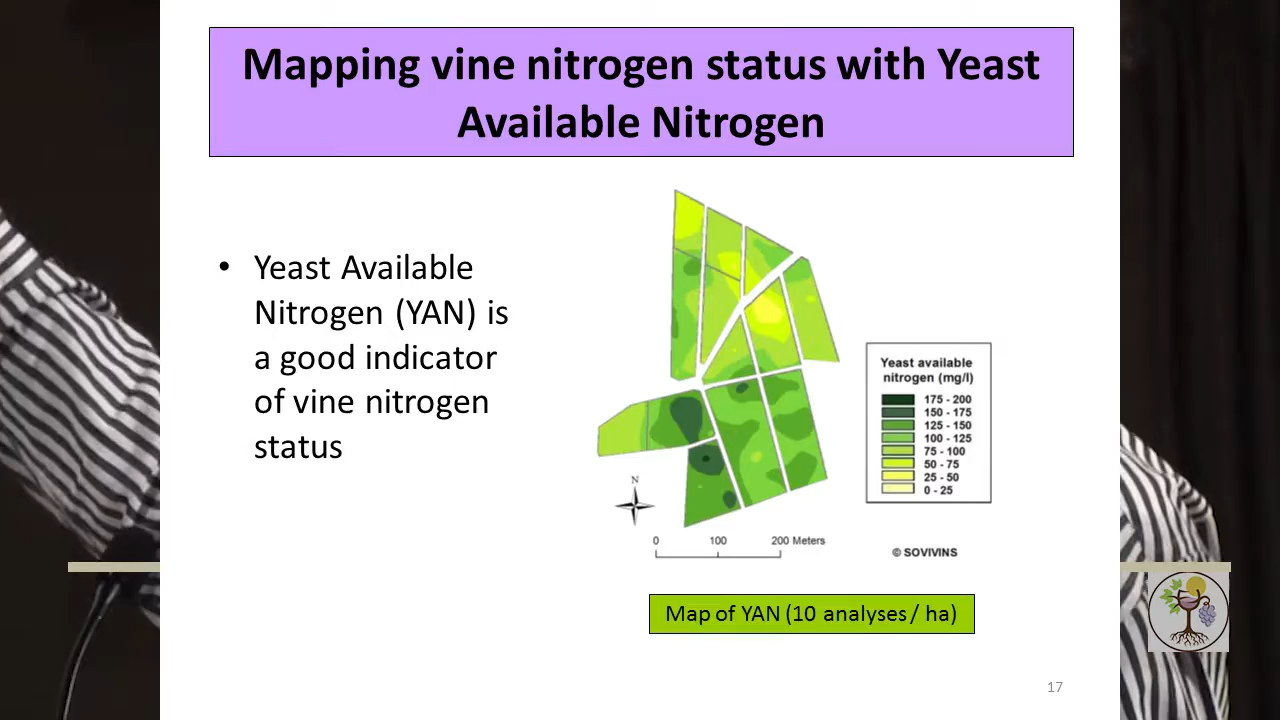 Mapping vine nitrogen status with Yeast
Available Nitrogen
• Yeast Available
Nitrogen (YAN) is
a good indicator
of vine nitrogen
status
Yeast available
nitrogen (mg/l)
175 - 200
150 - 175
125 - 150
100 - 125
75 - 100
50 - 75
25 - 50
0 - 25
N
0 100 200 Meters
© SOVIVINS
Map of YAN (10 analyses / ha)
17